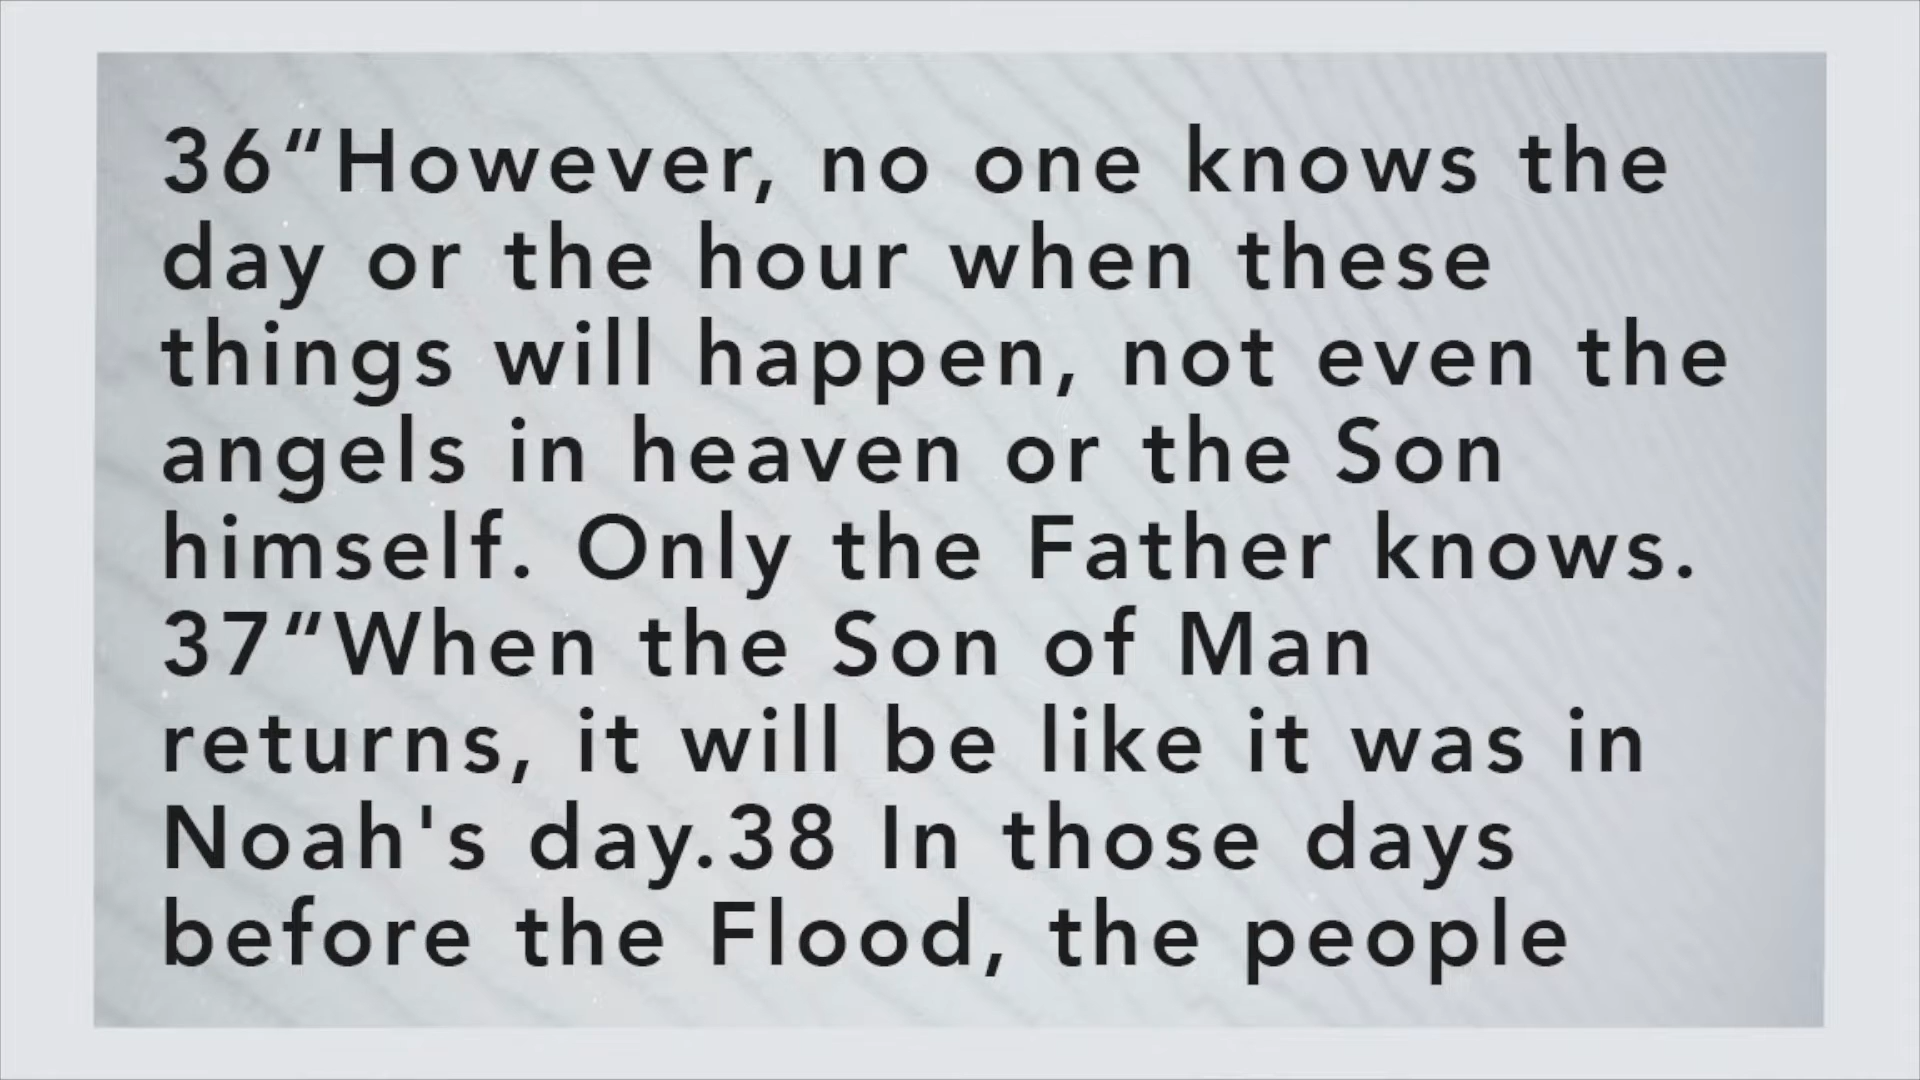 36“However, no one knows the
day or the hour when these
things will happen, not even the
angels in heaven or the Son
himself. Only the Father knows.
37“When the Son of Man
returns, it will be like it was in
Noah's day.38 In those days
before the Flood, the people